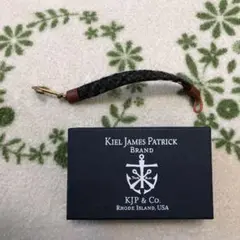 KIEL JAMES PATRICK
BRAND
KJP & CO.
RHODE ISLAND, USA